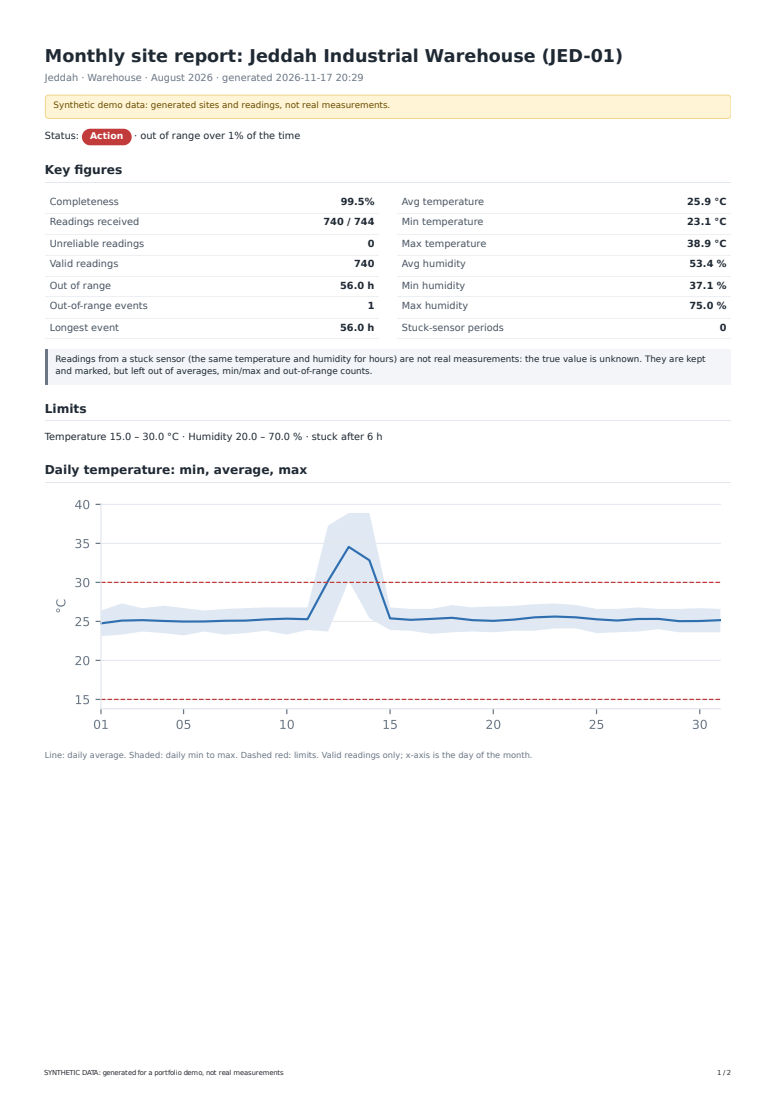 Monthly site report: Jeddah Industrial Warehouse (JED-01)
Jeddah · Warehouse · August 2026 · generated 2026-11-17 20:29
Synthetic demo data: generated sites and readings, not real measurements.
Status: Action · out of range over 1% of the time
Key figures
Completeness 99.5%
Readings received 740 / 744
Unreliable readings 0
Valid readings 740
Out of range 56.0 h
Out-of-range events 1
Longest event 56.0 h
Avg temperature 25.9 °C
Min temperature 23.1 °C
Max temperature 38.9 °C
Avg humidity 53.4 %
Min humidity 37.1 %
Max humidity 75.0 %
Stuck-sensor periods 0
Readings from a stuck sensor (the same temperature and humidity for hours) are not real measurements: the true value is unknown. They are kept
and marked, but left out of averages, min/max and out-of-range counts.
Limits
Temperature 15.0 – 30.0 °C · Humidity 20.0 – 70.0 % · stuck after 6 h
Daily temperature: min, average, max
40
35
30
25
20
15
°C
01 05 10 15 20 25 30
Line: daily average. Shaded: daily min to max. Dashed red: limits. Valid readings only; x-axis is the day of the month.
SYNTHETIC DATA: generated for a portfolio demo, not real measurements
1 / 2